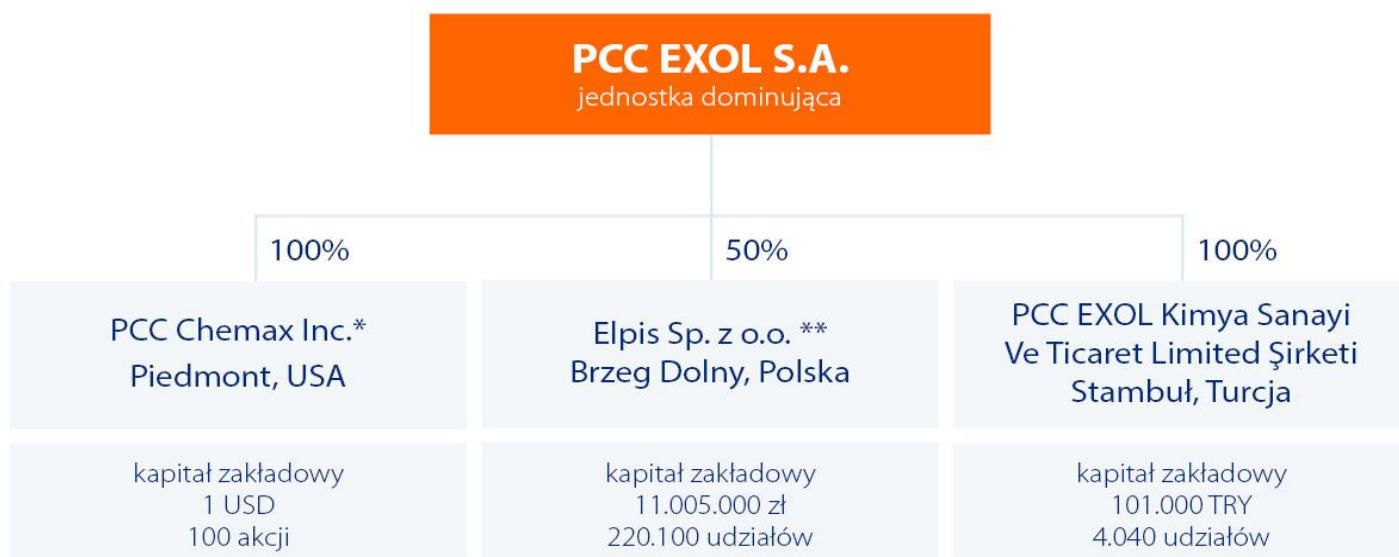 PCC EXOL S.A.
jednostka dominująca
100%
50%
100%
PCC Chemax Inc.*
Piedmont, USA
Elpis Sp. z o.o. **
Brzeg Dolny, Polska
PCC EXOL Kimya Sanayi
Ve Ticaret Limited Şirketi
Stambuł, Turcja
kapitał zakładowy
1 USD
100 akcji
kapitał zakładowy
11.005.000 zł
220.100 udziałów
kapitał zakładowy
101.000 TRY
4.040 udziałów